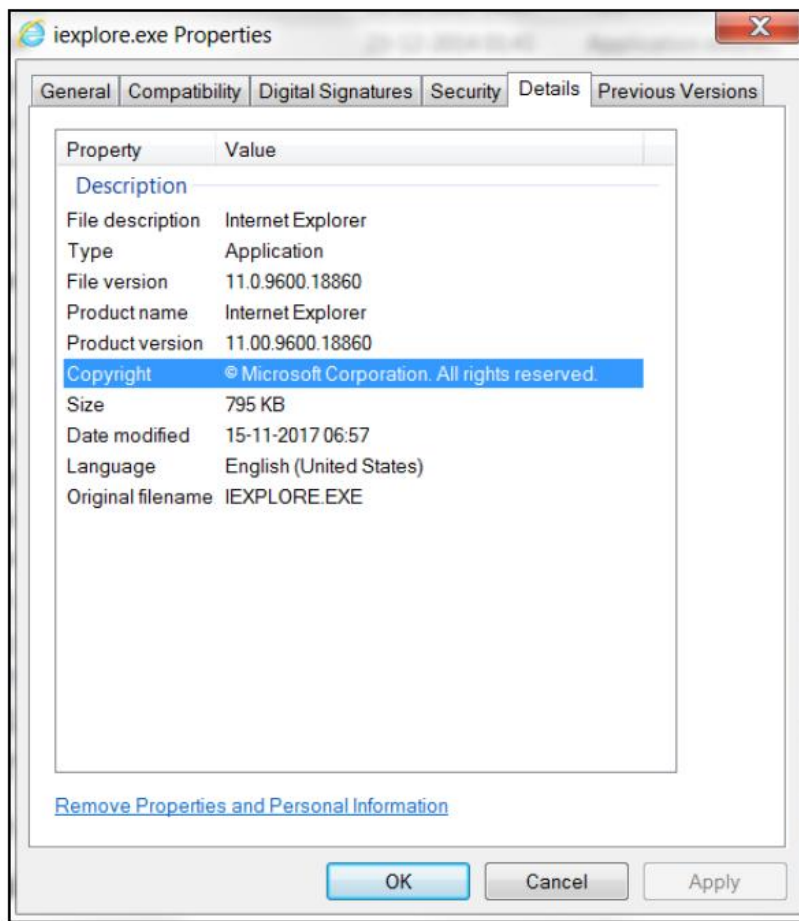 iexplore.exe Properties
General Compatibility Digital Signatures Security Details Previous Versions
Property Value
Description
File description Internet Explorer
Type Application
File version 11.0.9600.18860
Product name Internet Explorer
Product version 11.00.9600.18860
Copyright © Microsoft Corporation. All rights reserved.
Size 795 KB
Date modified 15-11-2017 06:57
Language English (United States)
Original filename IEXPLORE.EXE
Remove Properties and Personal Information
OK Cancel Apply